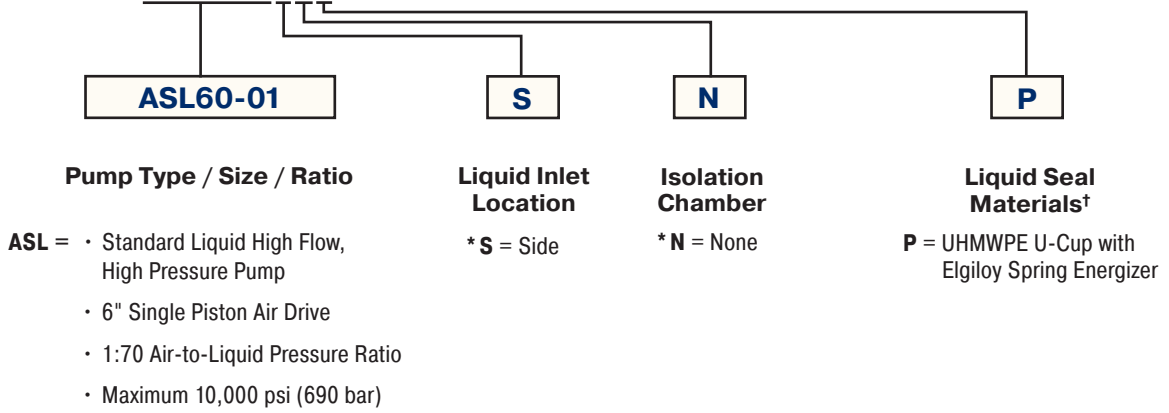 ASL60-01
S
N
P
Pump Type / Size / Ratio
Liquid Inlet
Location
Isolation
Chamber
Liquid Seal
Materials†
ASL = • Standard Liquid High Flow,
High Pressure Pump
• 6" Single Piston Air Drive
• 1:70 Air-to-Liquid Pressure Ratio
• Maximum 10,000 psi (690 bar)
* S = Side
* N = None
P = UHMWPE U-Cup with
Elgiloy Spring Energizer